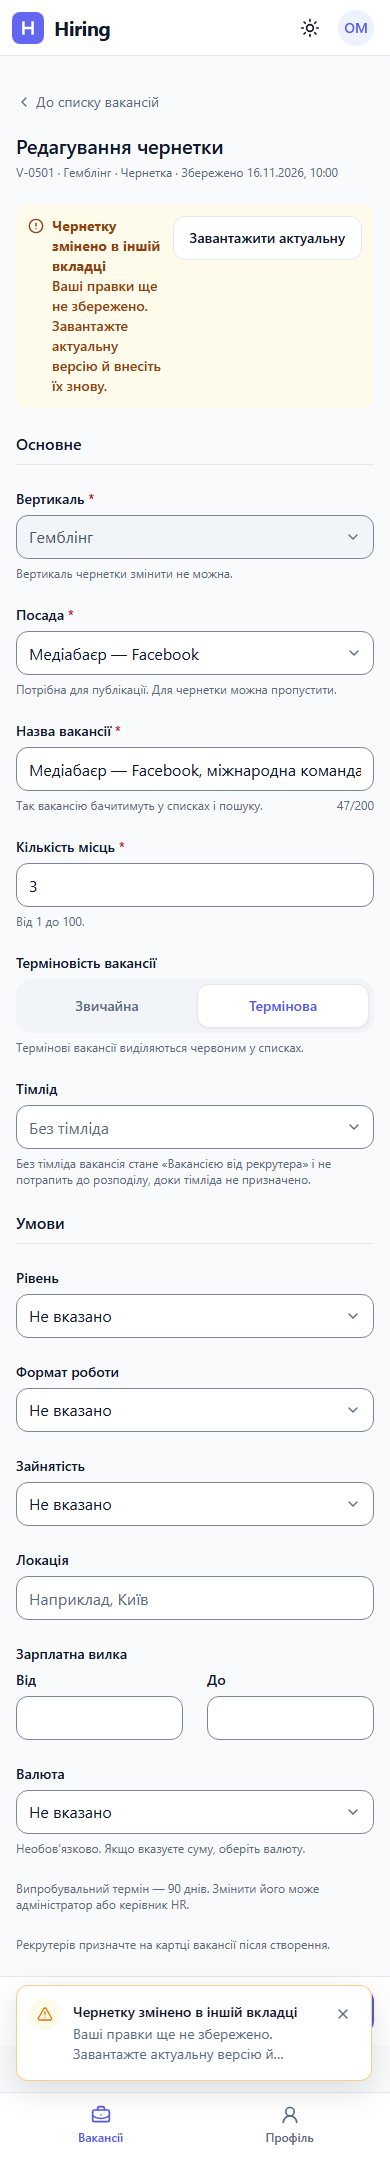 H Hiring
ОМ
До списку вакансій
Редагування чернетки
V-0501 · Гемблінг · Чернетка · Збережено 16.11.2026, 10:00
Чернетку
змінено в іншій
вкладці
Ваші правки ще
не збережено.
Завантажте
актуальну
версію й внесіть
їх знову.
Завантажити актуальну
Основне
Вертикаль *
Гемблінг
Вертикаль чернетки змінити не можна.
Посада *
Медіабаєр — Facebook
Потрібна для публікації. Для чернетки можна пропустити.
Назва вакансії *
Медіабаєр — Facebook, міжнародна команда
Так вакансію бачитимуть у списках і пошуку.
47/200
Кількість місць *
3
Від 1 до 100.
Терміновість вакансії
Звичайна
Термінова
Термінові вакансії виділяються червоним у списках.
Тімлід
Без тімліда
Без тімліда вакансія стане «Вакансією від рекрутера» і не
потрапить до розподілу, доки тімліда не призначено.
Умови
Рівень
Не вказано
Формат роботи
Не вказано
Зайнятість
Не вказано
Локація
Наприклад, Київ
Зарплатна вилка
Від
До
Валюта
Не вказано
Необов'язково. Якщо вказуєте суму, оберіть валюту.
Випробувальний термін — 90 днів. Змінити його може
адміністратор або керівник HR.
Рекрутерів призначте на картці вакансії після створення.
Чернетку змінено в іншій вкладці
Ваші правки ще не збережено.
Завантажте актуальну версію й...
Вакансії
Профіль